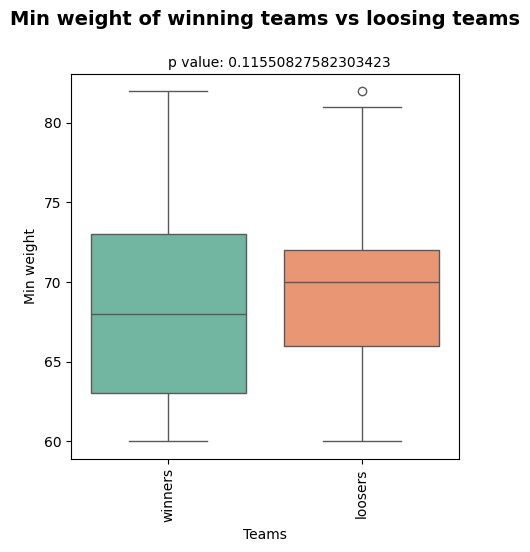 Min weight of winning teams vs loosing teams
p value: 0.11550827582303423
Min weight
80
75
70
65
60
winners
loosers
Teams